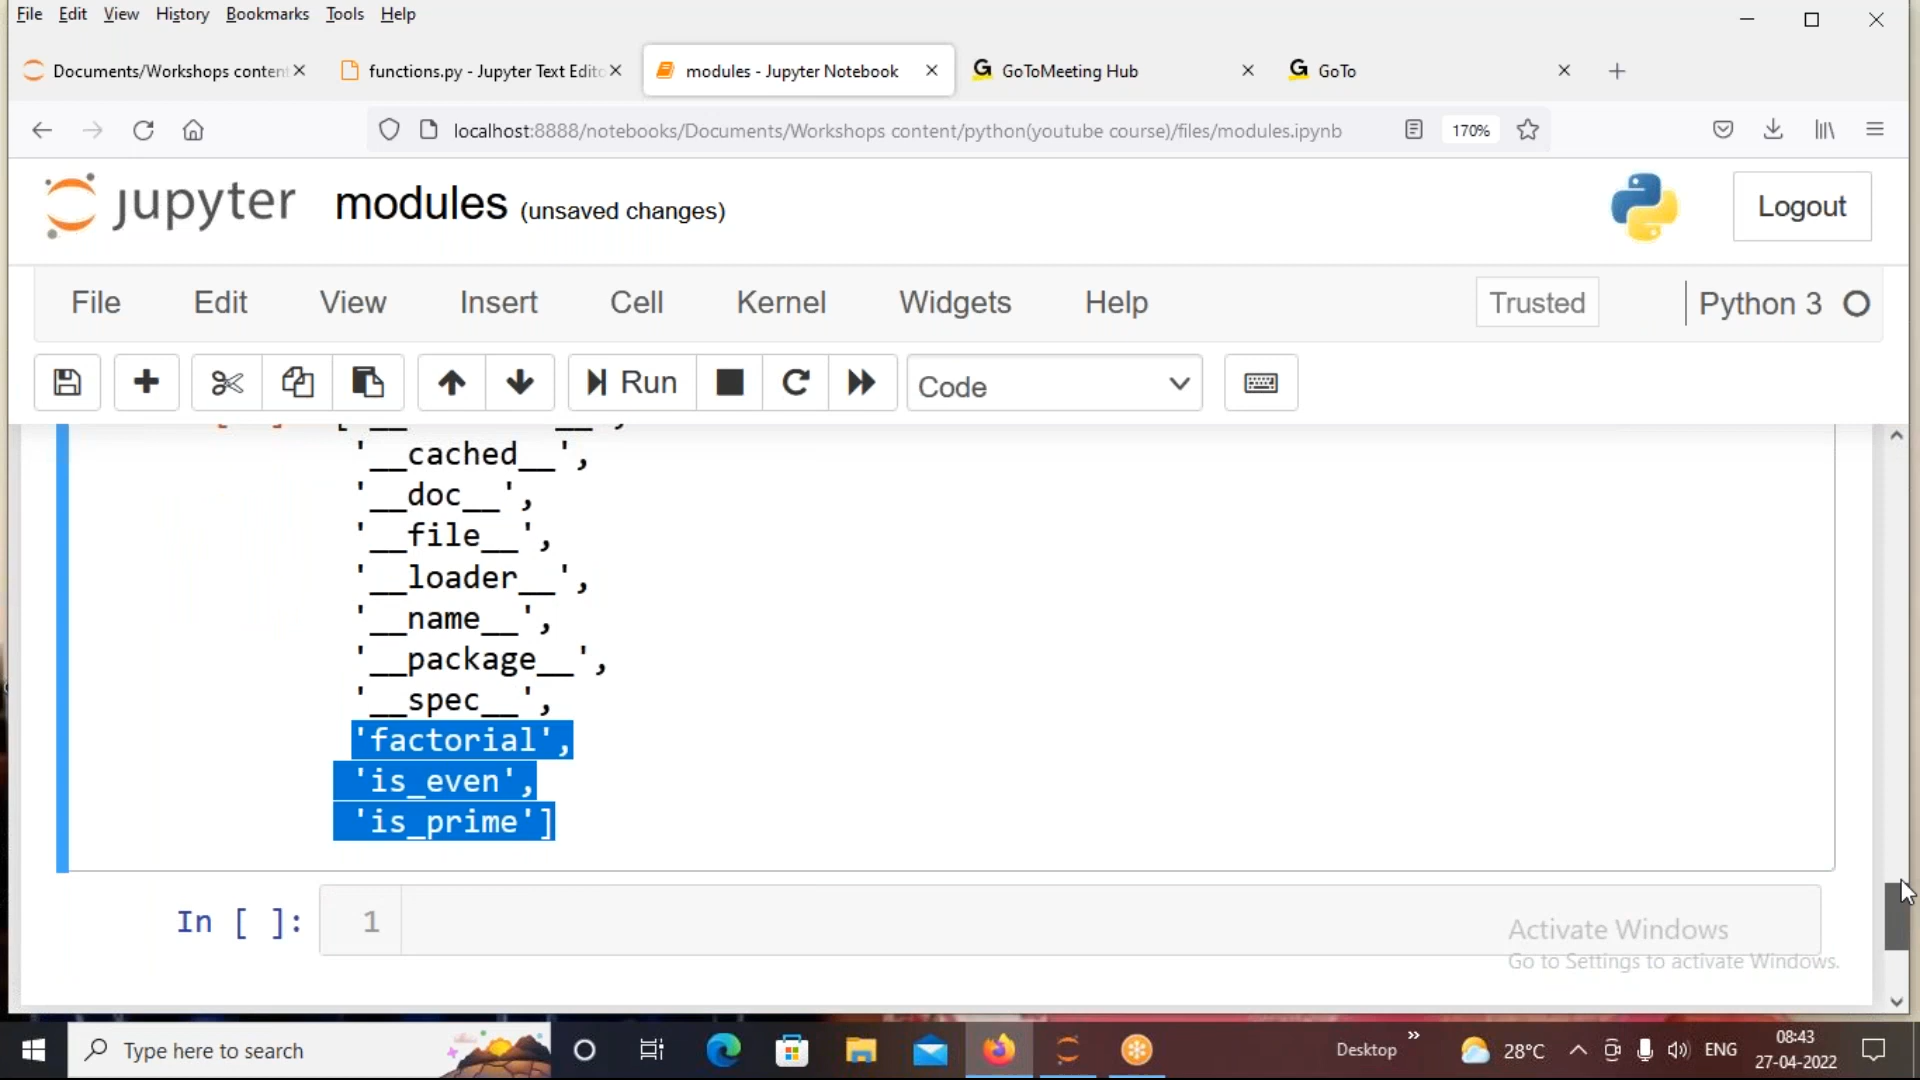 File Edit View History Bookmarks Tools Help
Documents/Workshops conten functions.py - Jupyter Text Edito modules - Jupyter Notebook GoToMeeting Hub GoTo
localhost:8888/notebooks/Documents/Workshops content/python(youtube course)/files/modules.ipynb 170%
jupyter modules (unsaved changes) Logout
File Edit View Insert Cell Kernel Widgets Help Trusted Python 3
Run Code
'__cached__',
'__doc__',
'__file__',
'__loader__',
'__name__',
'__package__',
'__spec__',
'factorial',
'is_even',
'is_prime']
In [ ]: 1
Activate Windows
Go to Settings to activate Windows.
Type here to search Desktop 28°C ENG 08:43
27-04-2022